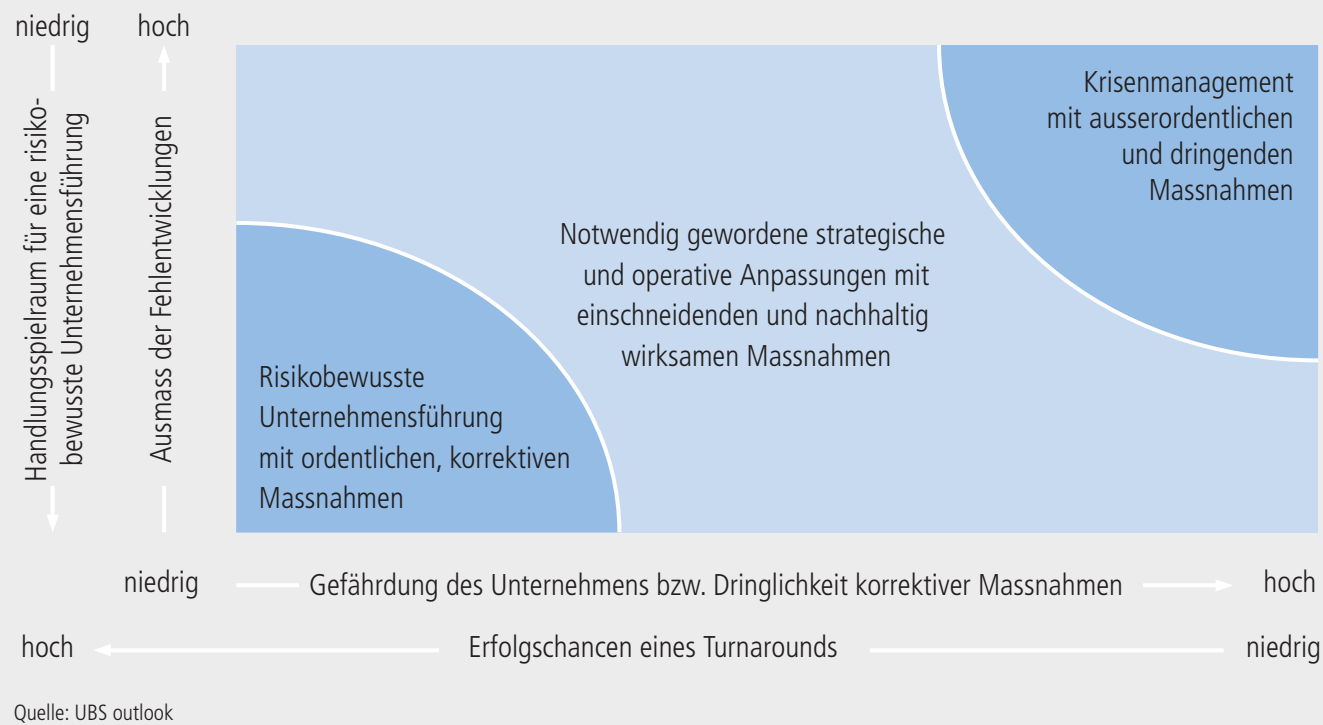 niedrig
hoch
Handlungsspielraum für eine risiko-
bewusste Unternehmensführung
Ausmass der Fehlentwicklungen
Krisenmanagement
mit ausserordentlichen
und dringenden
Massnahmen
Notwendig gewordene strategische
und operative Anpassungen mit
einschneidenden und nachhaltig
wirksamen Massnahmen
Risikobewusste
Unternehmensführung
mit ordentlichen, korrektiven
Massnahmen
hoch
niedrig
niedrig
Gefährdung des Unternehmens bzw. Dringlichkeit korrektiver Massnahmen
hoch
Erfolgschancen eines Turnarounds
niedrig
Quelle: UBS outlook